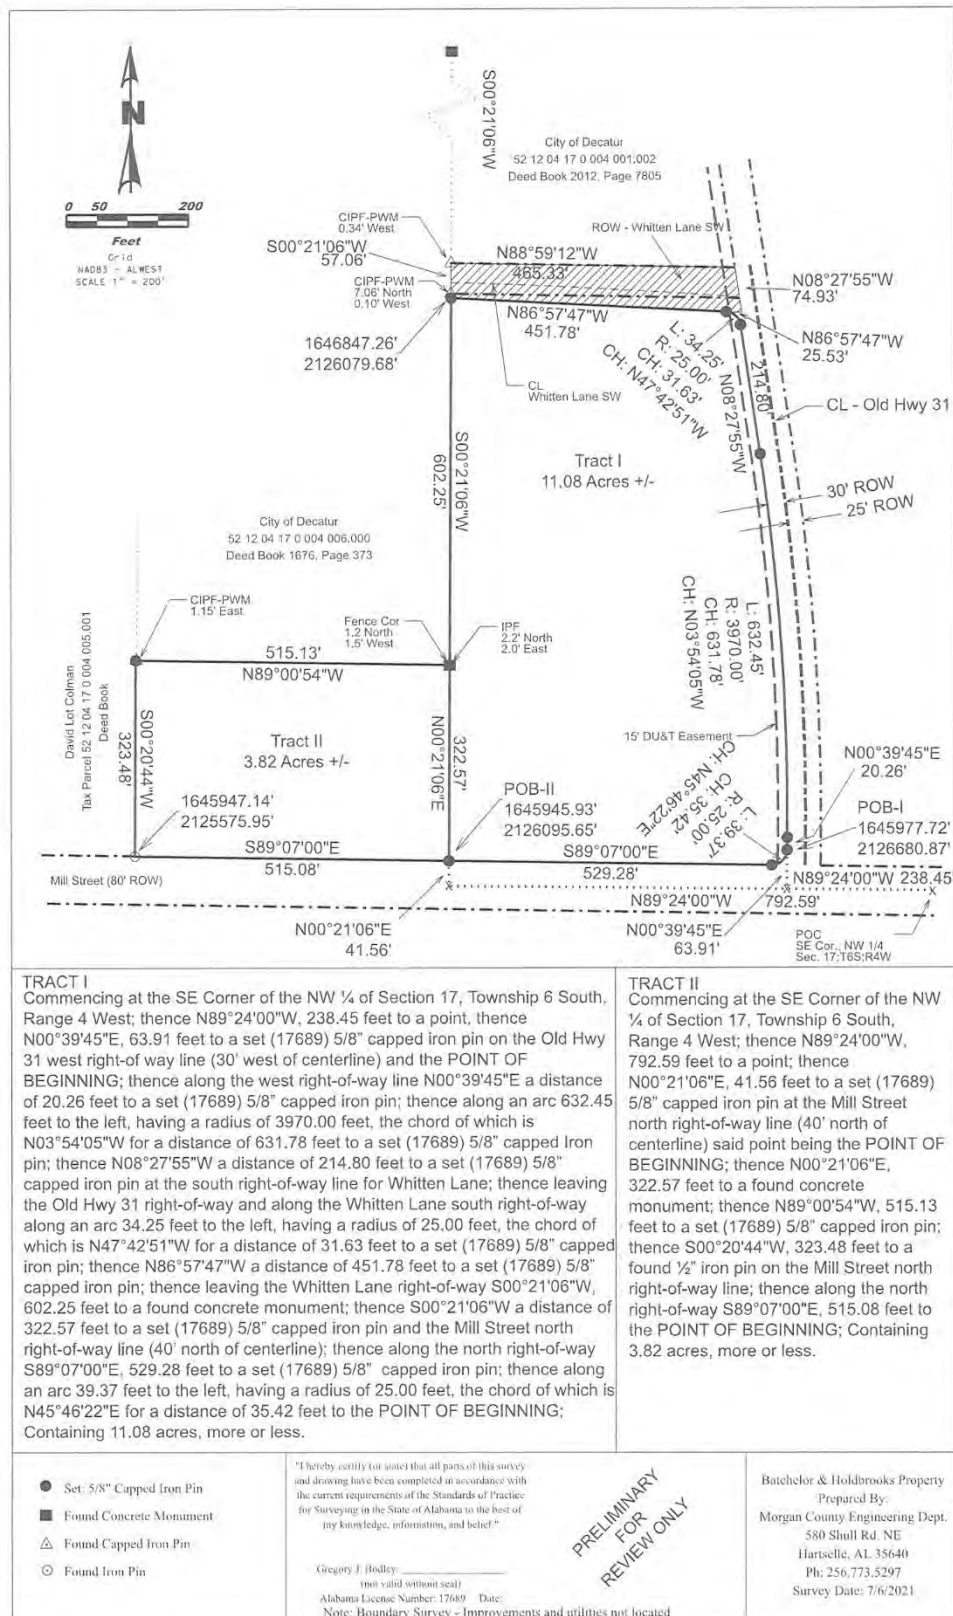 N
0 50 200
Feet
Grid
NAD83 - ALWEST
SCALE 1" = 200'
S00°21'06"W
City of Decatur
52 12 04 17 0 004 001.002
Deed Book 2012, Page 7805
CIPF-PWM
0.34' West
S00°21'06"W
57.06'
CIPF-PWM
7.06' North
0.10' West
ROW - Whitten Lane SW
N88°59'12"W
465.33'
N08°27'55"W
74.93'
N86°57'47"W
451.78'
N86°57'47"W
25.53'
1646847.26'
2126079.68'
L: 34.25'
R: 25.00'
CH: 31.63'
CH: N47°42'51"W
N08°27'55"W
214.80'
CL
Whitten Lane SW
CL - Old Hwy 31
S00°21'06"W
602.25'
Tract I
11.08 Acres +/-
30' ROW
25' ROW
City of Decatur
52 12 04 17 0 004 006.000
Deed Book 1676, Page 373
CIPF-PWM
1.15' East
Fence Cor
1.2 North
1.5' West
IPF
2.2' North
2.0' East
L: 632.45'
R: 3970.00'
CH: 631.78'
CH: N03°54'05"W
515.13'
N89°00'54"W
David Lot Colman
Tax Parcel 52 12 04 17 0 004 005.001
Deed Book
S00°20'44"W
323.48'
Tract II
3.82 Acres +/-
N00°21'06"E
322.57'
15' DU&T Easement
N00°39'45"E
20.26'
1645947.14'
2125575.95'
POB-II
1645945.93'
2126095.65'
CH: N45°46'22"E
CH: 35.42
R: 25.00
L: 39.37'
POB-I
1645977.72'
2126680.87'
S89°07'00"E
515.08'
S89°07'00"E
529.28'
Mill Street (80' ROW)
N89°24'00"W 238.45'
N89°24'00"W 792.59'
N00°21'06"E
41.56'
N00°39'45"E
63.91'
POC
SE Cor., NW 1/4
Sec. 17;T6S;R4W
TRACT I
Commencing at the SE Corner of the NW ¼ of Section 17, Township 6 South,
Range 4 West; thence N89°24'00"W, 238.45 feet to a point, thence
N00°39'45"E, 63.91 feet to a set (17689) 5/8" capped iron pin on the Old Hwy
31 west right-of way line (30' west of centerline) and the POINT OF
BEGINNING; thence along the west right-of-way line N00°39'45"E a distance
of 20.26 feet to a set (17689) 5/8" capped iron pin; thence along an arc 632.45
feet to the left, having a radius of 3970.00 feet, the chord of which is
N03°54'05"W for a distance of 631.78 feet to a set (17689) 5/8" capped Iron
pin; thence N08°27'55"W a distance of 214.80 feet to a set (17689) 5/8"
capped iron pin at the south right-of-way line for Whitten Lane; thence leaving
the Old Hwy 31 right-of-way and along the Whitten Lane south right-of-way
along an arc 34.25 feet to the left, having a radius of 25.00 feet, the chord of
which is N47°42'51"W for a distance of 31.63 feet to a set (17689) 5/8" capped
iron pin; thence N86°57'47"W a distance of 451.78 feet to a set (17689) 5/8"
capped iron pin; thence leaving the Whitten Lane right-of-way S00°21'06"W,
602.25 feet to a found concrete monument; thence S00°21'06"W a distance of
322.57 feet to a set (17689) 5/8" capped iron pin and the Mill Street north
right-of-way line (40' north of centerline); thence along the north right-of-way
S89°07'00"E, 529.28 feet to a set (17689) 5/8" capped iron pin; thence along
an arc 39.37 feet to the left, having a radius of 25.00 feet, the chord of which is
N45°46'22"E for a distance of 35.42 feet to the POINT OF BEGINNING;
Containing 11.08 acres, more or less.
TRACT II
Commencing at the SE Corner of the NW
¼ of Section 17, Township 6 South,
Range 4 West; thence N89°24'00"W,
792.59 feet to a point; thence
N00°21'06"E, 41.56 feet to a set (17689)
5/8" capped iron pin at the Mill Street
north right-of-way line (40' north of
centerline) said point being the POINT OF
BEGINNING; thence N00°21'06"E,
322.57 feet to a found concrete
monument; thence N89°00'54"W, 515.13
feet to a set (17689) 5/8" capped iron pin;
thence S00°20'44"W, 323.48 feet to a
found ½" iron pin on the Mill Street north
right-of-way line; thence along the north
right-of-way S89°07'00"E, 515.08 feet to
the POINT OF BEGINNING; Containing
3.82 acres, more or less.
Set: 5/8" Capped Iron Pin
Found Concrete Monument
Found Capped Iron Pin
Found Iron Pin
"I hereby certify (or state) that all parts of this survey
and drawing have been completed in accordance with
the current requirements of the Standards of Practice
for Surveying in the State of Alabama to the best of
my knowledge, information, and belief."
Gregory J. Hodley:
(not valid without seal)
Alabama License Number: 17689 Date:
Note: Boundary Survey - Improvements and utilities not located
PRELIMINARY
FOR
REVIEW ONLY
Batchelor & Holdbrooks Property
Prepared By:
Morgan County Engineering Dept.
580 Shull Rd. NE
Hartselle, AL 35640
Ph: 256.773.5297
Survey Date: 7/6/2021